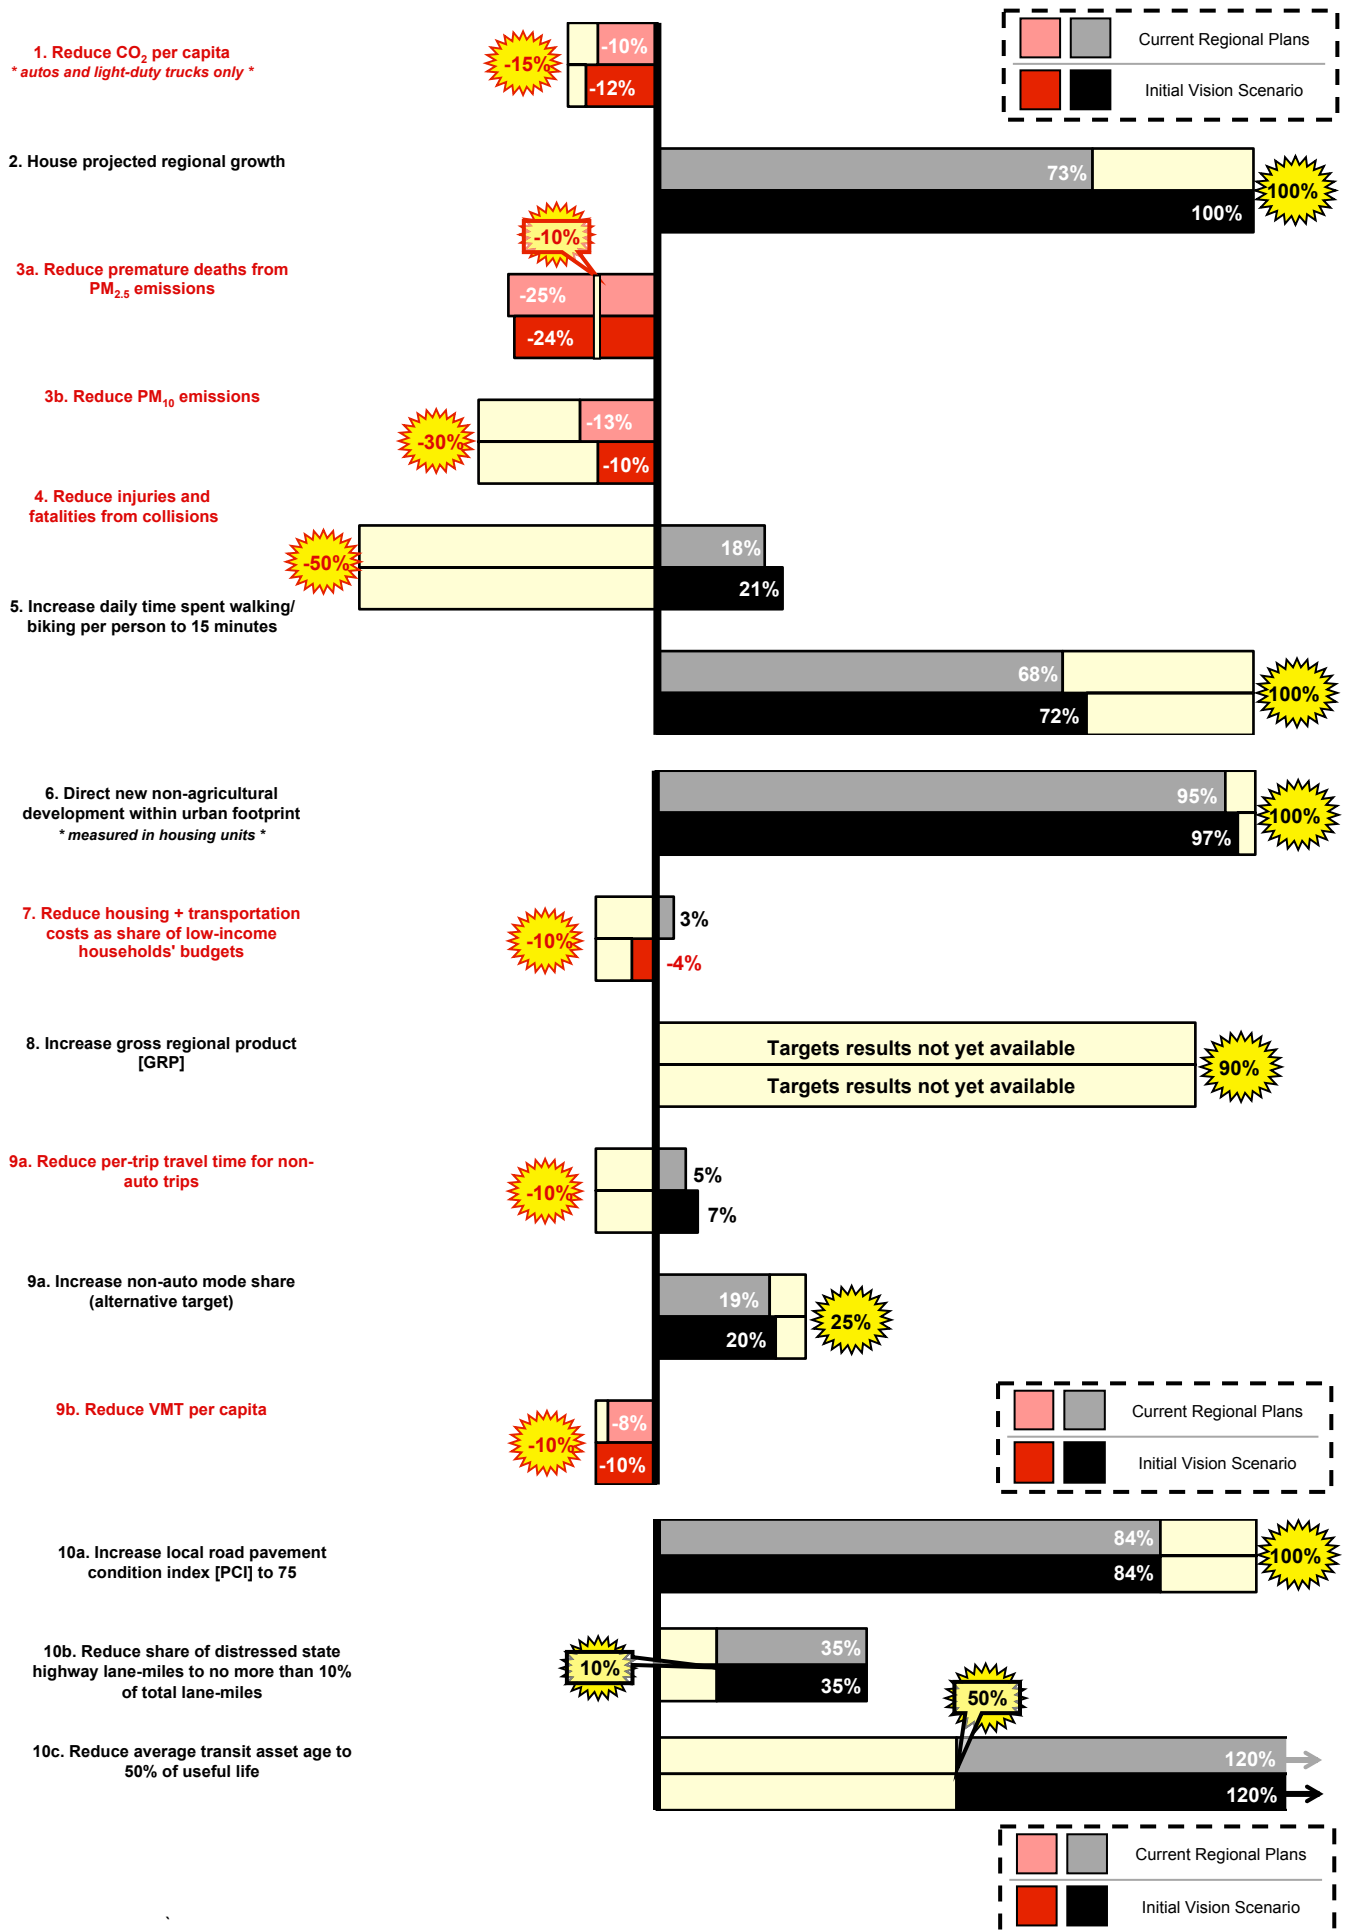 1. Reduce CO2 per capita
* autos and light-duty trucks only *
-15%
-10%
-12%
Current Regional Plans
Initial Vision Scenario
2. House projected regional growth
73%
100%
100%
3a. Reduce premature deaths from
PM2.5 emissions
-10%
-25%
-24%
3b. Reduce PM10 emissions
-30%
-13%
-10%
4. Reduce injuries and
fatalities from collisions
-50%
18%
21%
5. Increase daily time spent walking/
biking per person to 15 minutes
68%
72%
100%
6. Direct new non-agricultural
development within urban footprint
* measured in housing units *
95%
97%
100%
7. Reduce housing + transportation
costs as share of low-income
households' budgets
-10%
3%
-4%
8. Increase gross regional product
[GRP]
Targets results not yet available
Targets results not yet available
90%
9a. Reduce per-trip travel time for non-
auto trips
-10%
5%
7%
9a. Increase non-auto mode share
(alternative target)
19%
20%
25%
9b. Reduce VMT per capita
-10%
-8%
-10%
Current Regional Plans
Initial Vision Scenario
10a. Increase local road pavement
condition index [PCI] to 75
84%
84%
100%
10b. Reduce share of distressed state
highway lane-miles to no more than 10%
of total lane-miles
10%
35%
35%
10c. Reduce average transit asset age to
50% of useful life
50%
120%
120%
Current Regional Plans
Initial Vision Scenario
`